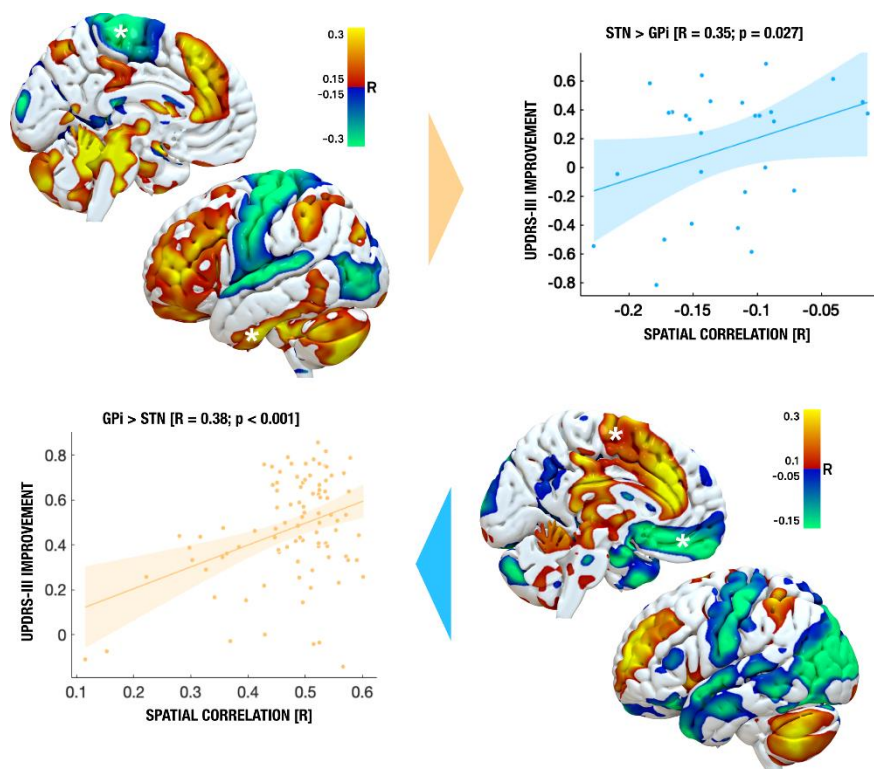 *
0.3
0.15
-0.15
R
-0.3
*
STN > GPi [R = 0.35; p = 0.027]
UPDRS-III IMPROVEMENT
0.6
0.4
0.2
0
-0.2
-0.4
-0.6
-0.8
-0.2 -0.15 -0.1 -0.05
SPATIAL CORRELATION [R]
GPi > STN [R = 0.38; p < 0.001]
UPDRS-III IMPROVEMENT
0.8
0.6
0.4
0.2
0
0.1 0.2 0.3 0.4 0.5 0.6
SPATIAL CORRELATION [R]
*
*
0.3
0.1
-0.05
R
-0.15